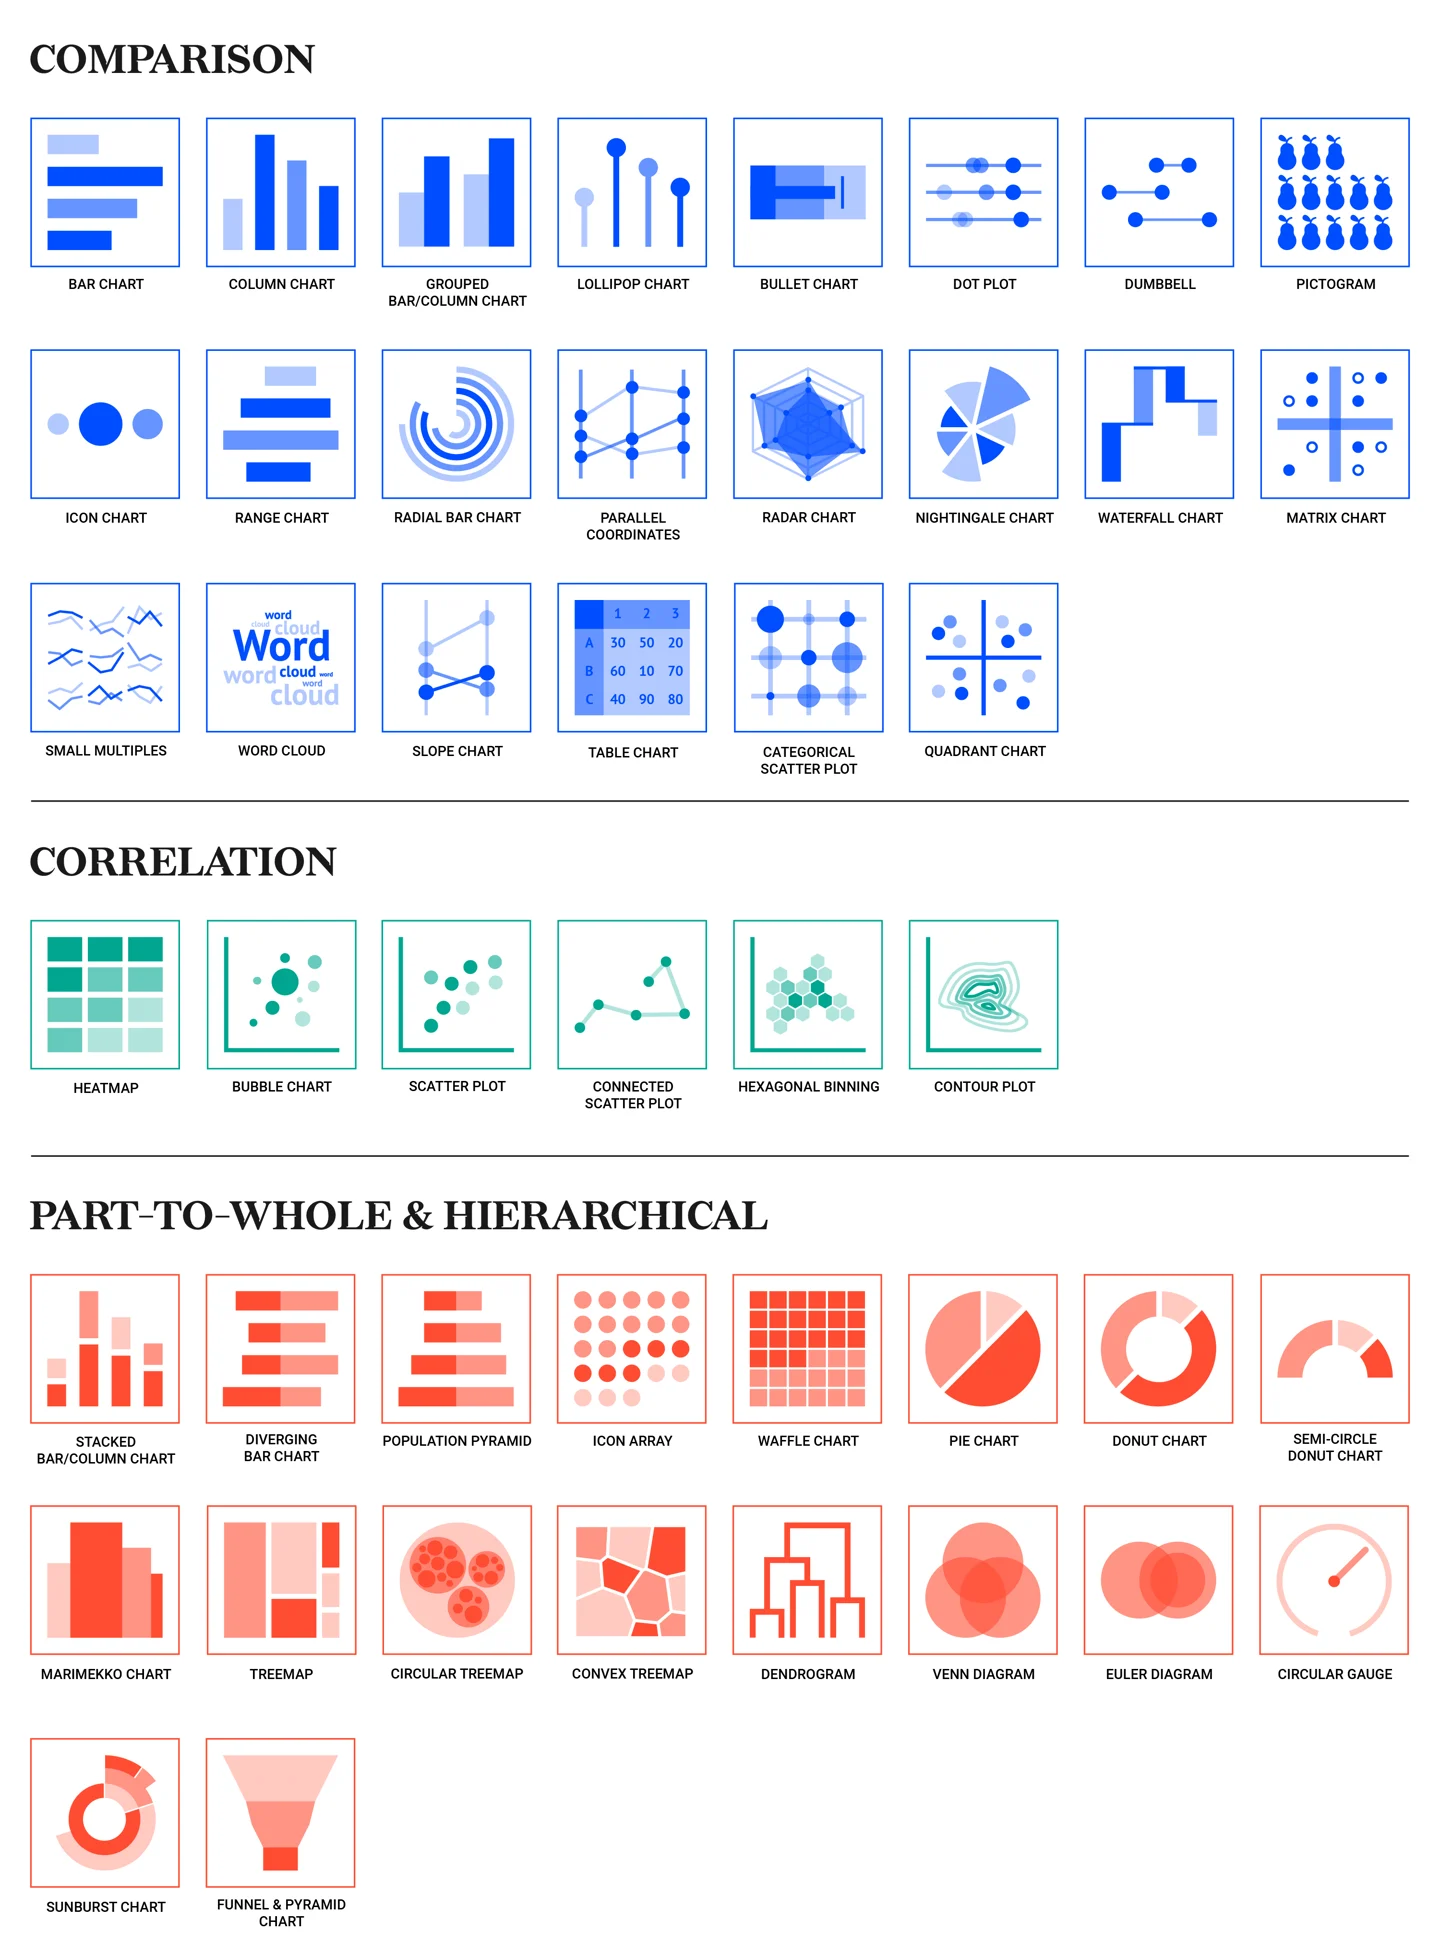 COMPARISON
BAR CHART
COLUMN CHART
GROUPED
BAR/COLUMN CHART
LOLLIPOP CHART
BULLET CHART
DOT PLOT
DUMBBELL
PICTOGRAM
ICON CHART
RANGE CHART
RADIAL BAR CHART
PARALLEL
COORDINATES
RADAR CHART
NIGHTINGALE CHART
WATERFALL CHART
MATRIX CHART
word
cloud cloud
Word
word cloud word
word
cloud
1 2 3
A 30 50 20
B 60 10 70
C 40 90 80
SMALL MULTIPLES
WORD CLOUD
SLOPE CHART
TABLE CHART
CATEGORICAL
SCATTER PLOT
QUADRANT CHART
CORRELATION
HEATMAP
BUBBLE CHART
SCATTER PLOT
CONNECTED
SCATTER PLOT
HEXAGONAL BINNING
CONTOUR PLOT
PART-TO-WHOLE & HIERARCHICAL
STACKED
BAR/COLUMN CHART
DIVERGING
BAR CHART
POPULATION PYRAMID
ICON ARRAY
WAFFLE CHART
PIE CHART
DONUT CHART
SEMI-CIRCLE
DONUT CHART
MARIMEKKO CHART
TREEMAP
CIRCULAR TREEMAP
CONVEX TREEMAP
DENDROGRAM
VENN DIAGRAM
EULER DIAGRAM
CIRCULAR GAUGE
SUNBURST CHART
FUNNEL & PYRAMID
CHART